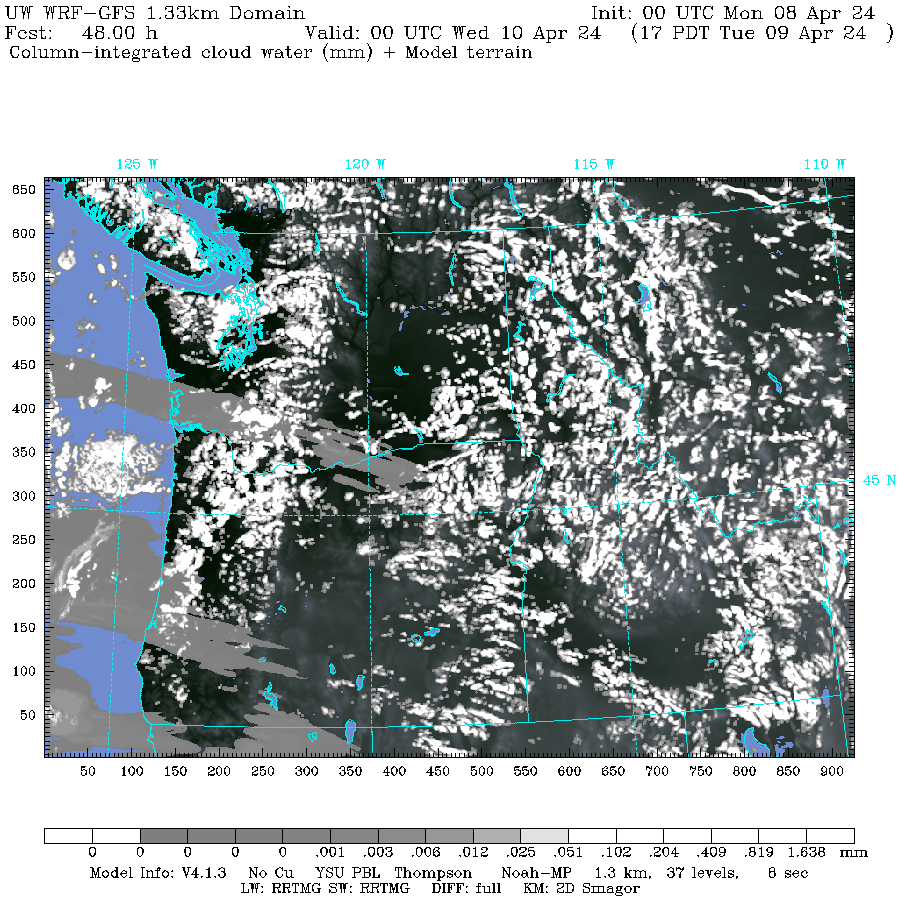 UW WRF-GFS 1.33km Domain Init: 00 UTC Mon 08 Apr 24
Fcst: 48.00 h Valid: 00 UTC Wed 10 Apr 24 (17 PDT Tue 09 Apr 24 )
Column-integrated cloud water (mm) + Model terrain
125 W 120 W 115 W 110 W
650
600
550
500
450
400
350
300
250
200
150
100
50
45 N
50 100 150 200 250 300 350 400 450 500 550 600 650 700 750 800 850 900
0 0 0 0 0 .001 .003 .006 .012 .025 .051 .102 .204 .409 .819 1.638 mm
Model Info: V4.1.3 No Cu YSU PBL Thompson Noah-MP 1.3 km, 37 levels, 8 sec
LW: RRTMG SW: RRTMG DIFF: full KM: 2D Smagor